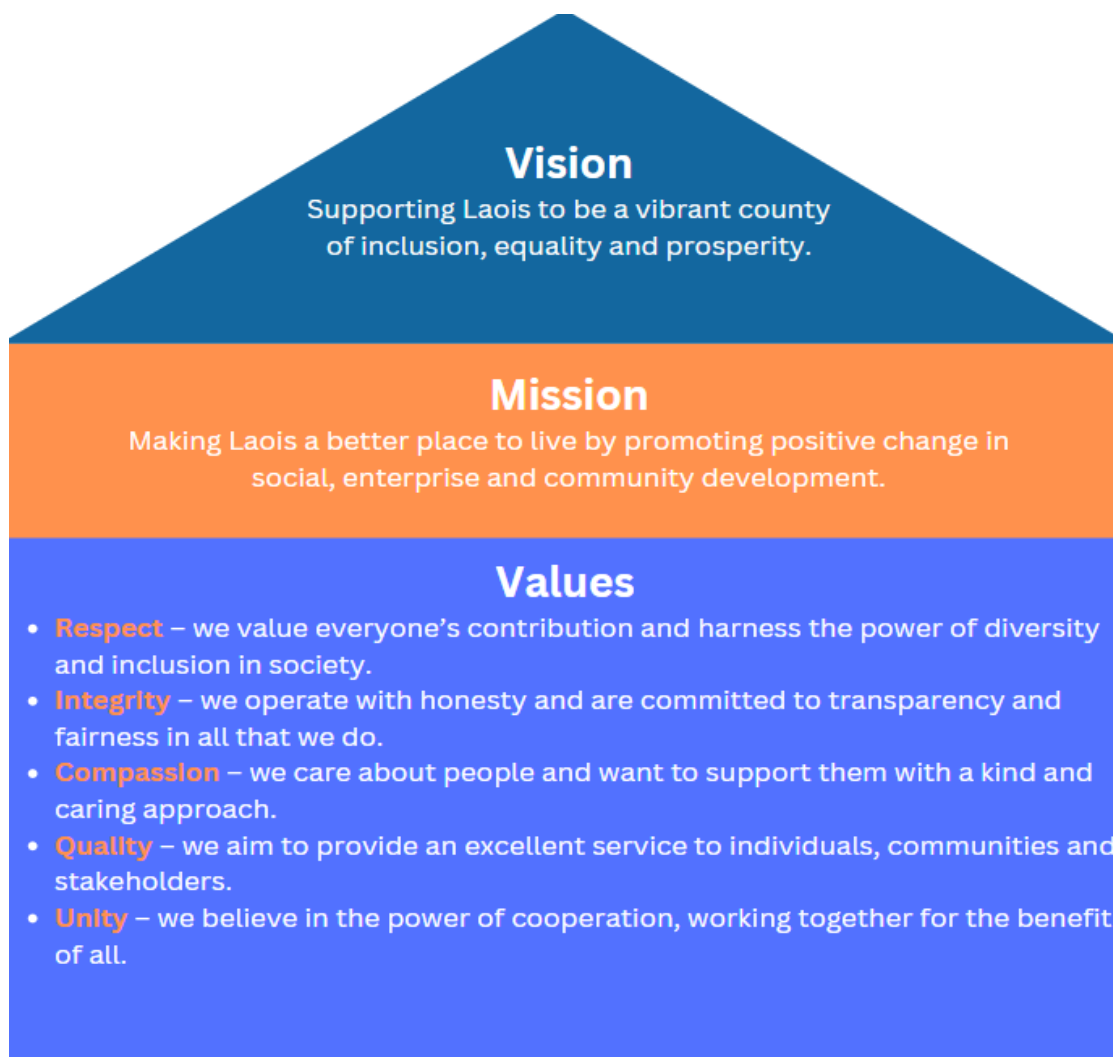 Vision
Supporting Laois to be a vibrant county
of inclusion, equality and prosperity.
Mission
Making Laois a better place to live by promoting positive change in
social, enterprise and community development.
Values
• Respect – we value everyone’s contribution and harness the power of diversity
and inclusion in society.
• Integrity – we operate with honesty and are committed to transparency and
fairness in all that we do.
• Compassion – we care about people and want to support them with a kind and
caring approach.
• Quality – we aim to provide an excellent service to individuals, communities and
stakeholders.
• Unity – we believe in the power of cooperation, working together for the benefit
of all.